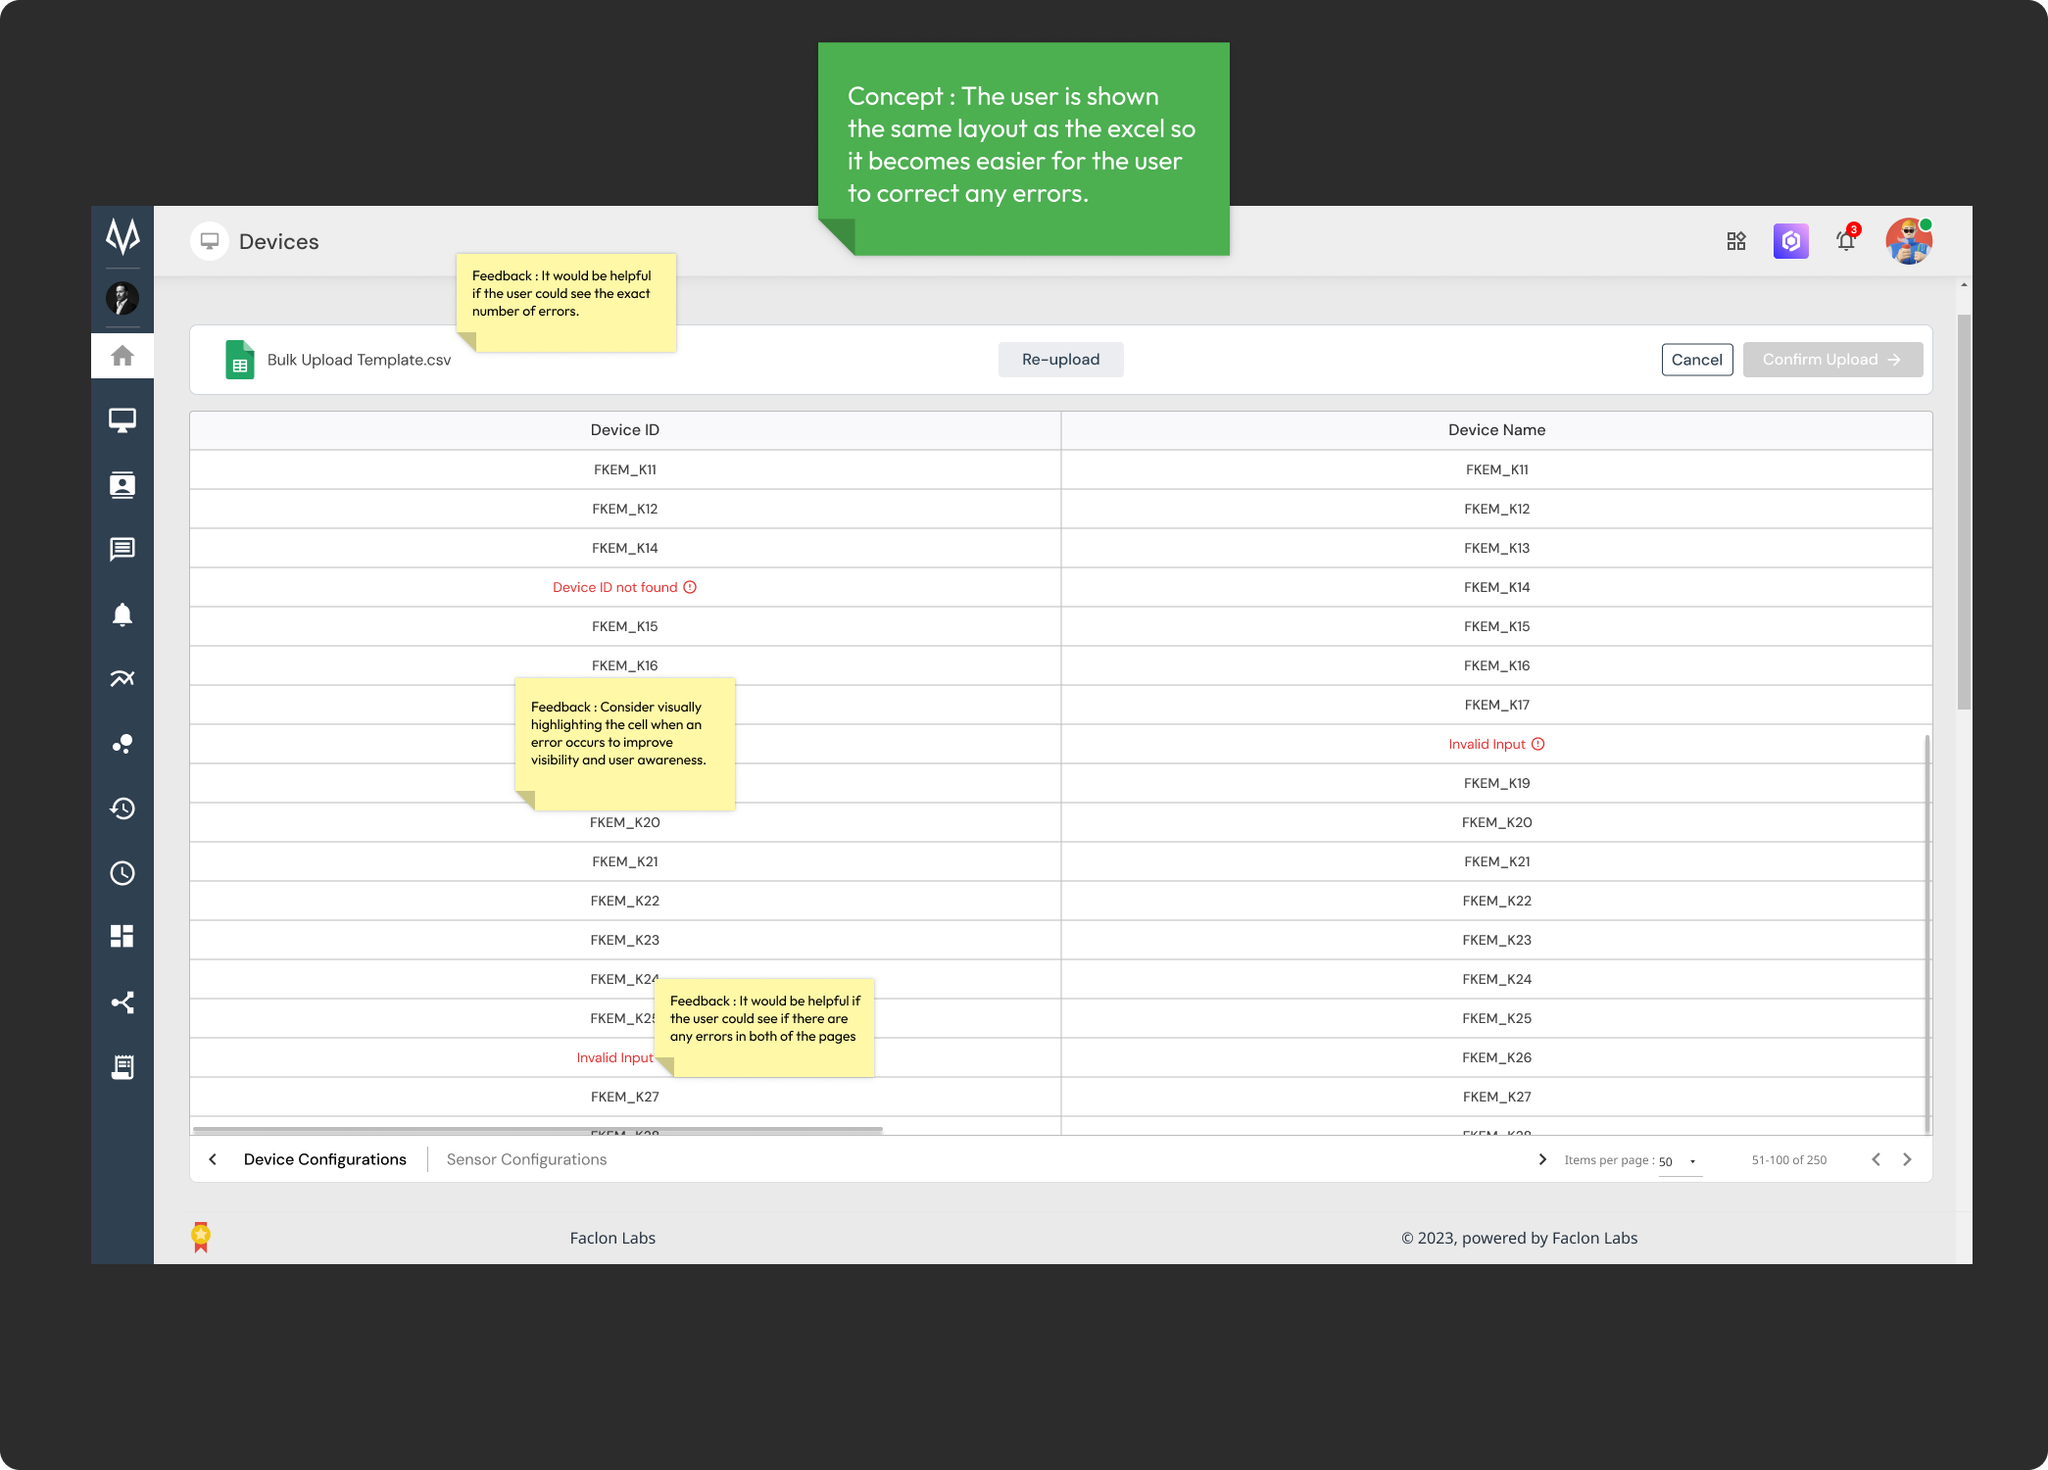 Concept : The user is shown
the same layout as the excel so
it becomes easier for the user
to correct any errors.
Devices
3
Feedback : It would be helpful
if the user could see the exact
number of errors.
Bulk Upload Template.csv
Re-upload
Cancel
Confirm Upload
Device ID Device Name
FKEM_K11 FKEM_K11
FKEM_K12 FKEM_K12
FKEM_K14 FKEM_K13
Device ID not found FKEM_K14
FKEM_K15 FKEM_K15
FKEM_K16 FKEM_K16
FKEM_K17
Feedback : Consider visually
highlighting the cell when an
error occurs to improve
visibility and user awareness.
Invalid Input
FKEM_K19
FKEM_K20 FKEM_K20
FKEM_K21 FKEM_K21
FKEM_K22 FKEM_K22
FKEM_K23 FKEM_K23
FKEM_K24 FKEM_K24
FKEM_K25 FKEM_K25
Feedback : It would be helpful if
the user could see if there are
any errors in both of the pages
Invalid Input FKEM_K26
FKEM_K27 FKEM_K27
FKEM_K28 FKEM_K28
Device Configurations Sensor Configurations
Items per page : 50 51-100 of 250
Faclon Labs © 2023, powered by Faclon Labs